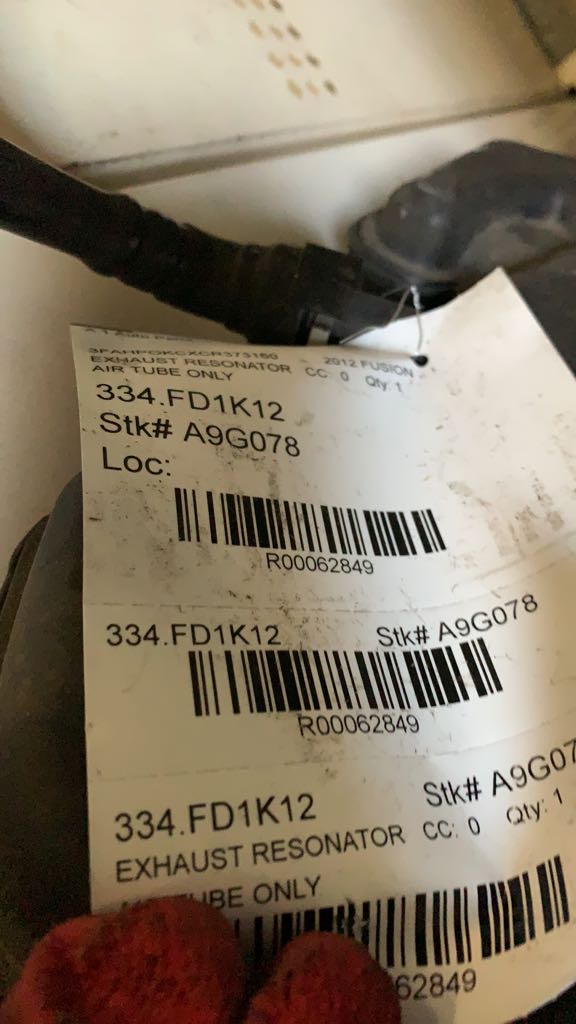 2012 FUSION
EXHAUST RESONATOR CC: 0 Qty: 1
AIR TUBE ONLY
334.FD1K12
Stk# A9G078
Loc:
R00062849
334.FD1K12 Stk# A9G078
R00062849
334.FD1K12 Stk# A9G07
EXHAUST RESONATOR CC: 0 Qty: 1
TUBE ONLY
62849